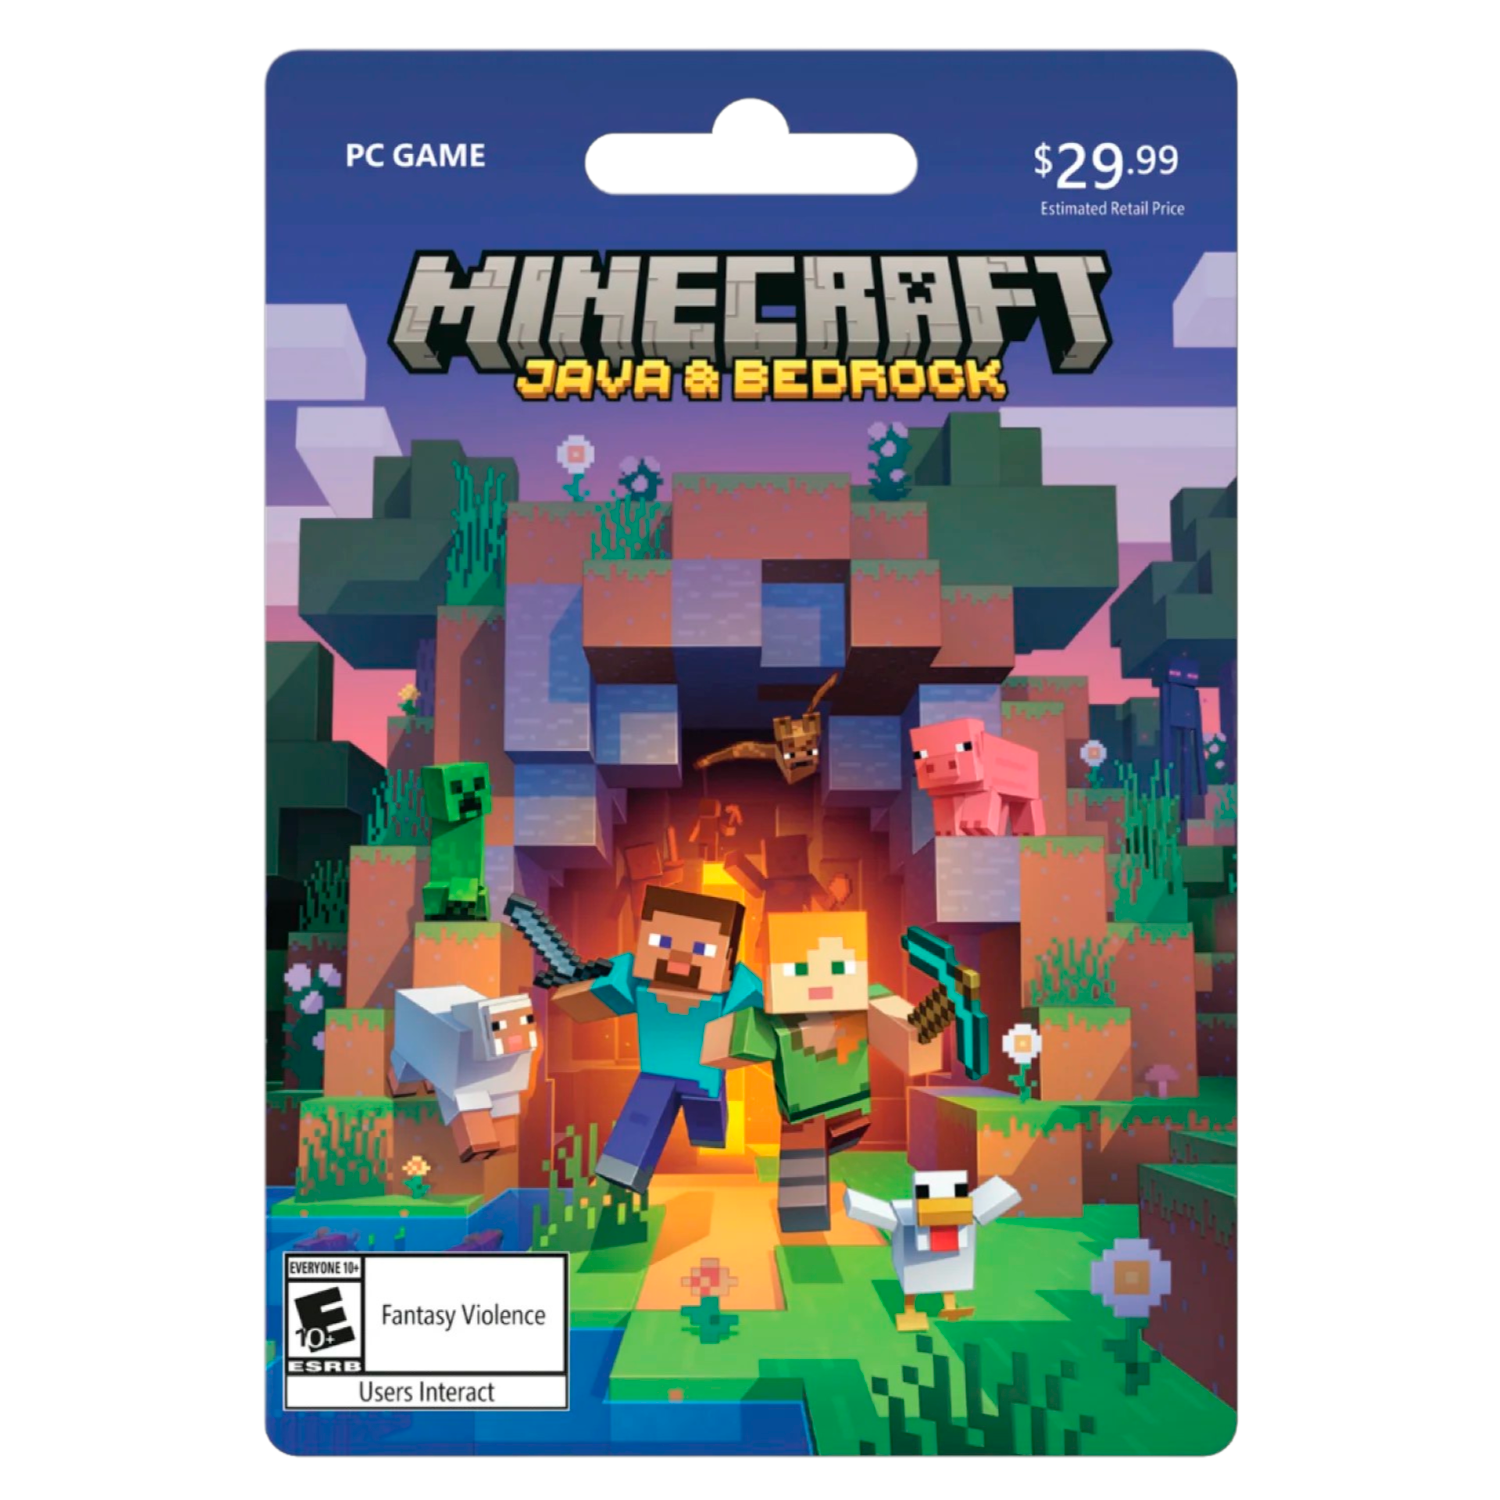 PC GAME
$29.99
Estimated Retail Price
MINECRAFT
JAVA & BEDROCK
EVERYONE 10+
E
10+
ESRB
Fantasy Violence
Users Interact